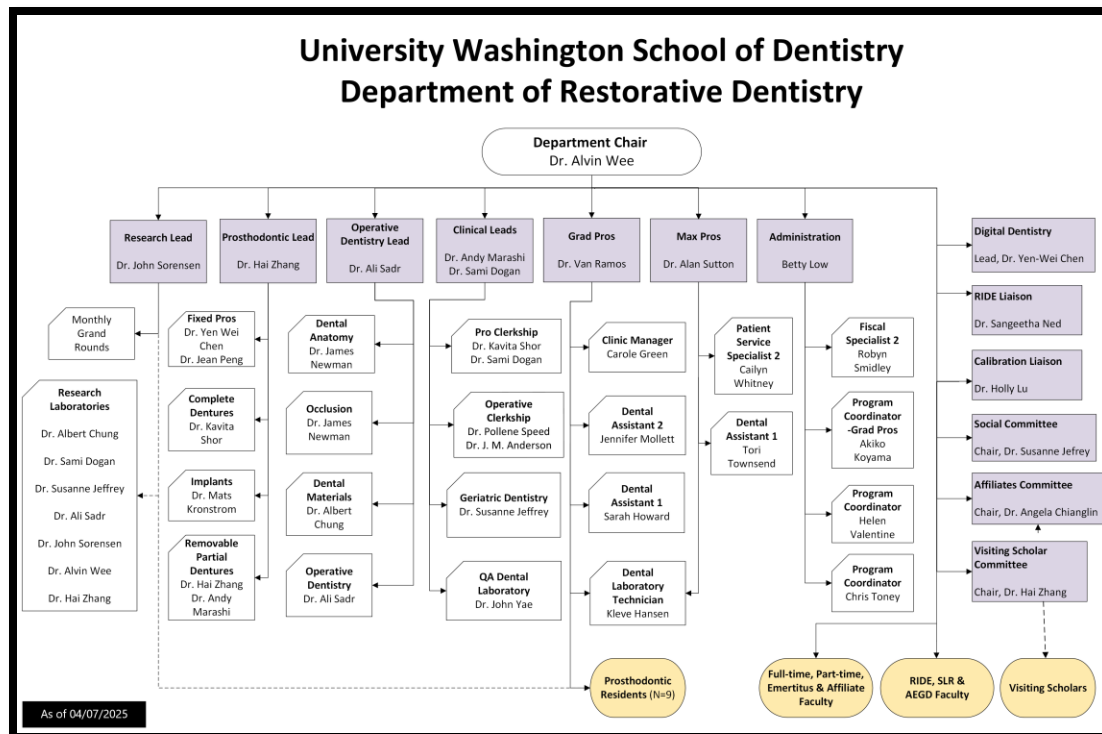 University Washington School of Dentistry
Department of Restorative Dentistry
Department Chair
Dr. Alvin Wee
Research Lead
Dr. John Sorensen
Prosthodontic Lead
Dr. Hai Zhang
Operative
Dentistry Lead
Dr. Ali Sadr
Clinical Leads
Dr. Andy Marashi
Dr. Sami Dogan
Grad Pros
Dr. Van Ramos
Max Pros
Dr. Alan Sutton
Administration
Betty Low
Digital Dentistry
Lead, Dr. Yen-Wei Chen
RIDE Liaison
Dr. Sangeetha Ned
Calibration Liaison
Dr. Holly Lu
Social Committee
Chair, Dr. Susanne Jefrey
Affiliates Committee
Chair, Dr. Angela Chianglin
Visiting Scholar
Committee
Chair, Dr. Hai Zhang
Monthly
Grand
Rounds
Research
Laboratories
Dr. Albert Chung
Dr. Sami Dogan
Dr. Susanne Jeffrey
Dr. Ali Sadr
Dr. John Sorensen
Dr. Alvin Wee
Dr. Hai Zhang
Fixed Pros
Dr. Yen Wei
Chen
Dr. Jean Peng
Complete
Dentures
Dr. Kavita
Shor
Implants
Dr. Mats
Kronstrom
Removable
Partial
Dentures
Dr. Hai Zhang
Dr. Andy
Marashi
Dental
Anatomy
Dr. James
Newman
Occlusion
Dr. James
Newman
Dental
Materials
Dr. Albert
Chung
Operative
Dentistry
Dr. Ali Sadr
Pro Clerkship
Dr. Kavita Shor
Dr. Sami Dogan
Operative
Clerkship
Dr. Pollene Speed
Dr. J. M. Anderson
Geriatric Dentistry
Dr. Susanne Jeffrey
QA Dental
Laboratory
Dr. John Yae
Clinic Manager
Carole Green
Dental
Assistant 2
Jennifer Mollett
Dental
Assistant 1
Sarah Howard
Dental
Laboratory
Technician
Kleve Hansen
Patient
Service
Specialist 2
Cailyn
Whitney
Dental
Assistant 1
Tori
Townsend
Fiscal
Specialist 2
Robyn
Smidley
Program
Coordinator
-Grad Pros
Akiko
Koyama
Program
Coordinator
Helen
Valentine
Program
Coordinator
Chris Toney
Prosthodontic
Residents (N=9)
Full-time, Part-time,
Emertitus & Affiliate
Faculty
RIDE, SLR &
AEGD Faculty
Visiting Scholars
As of 04/07/2025